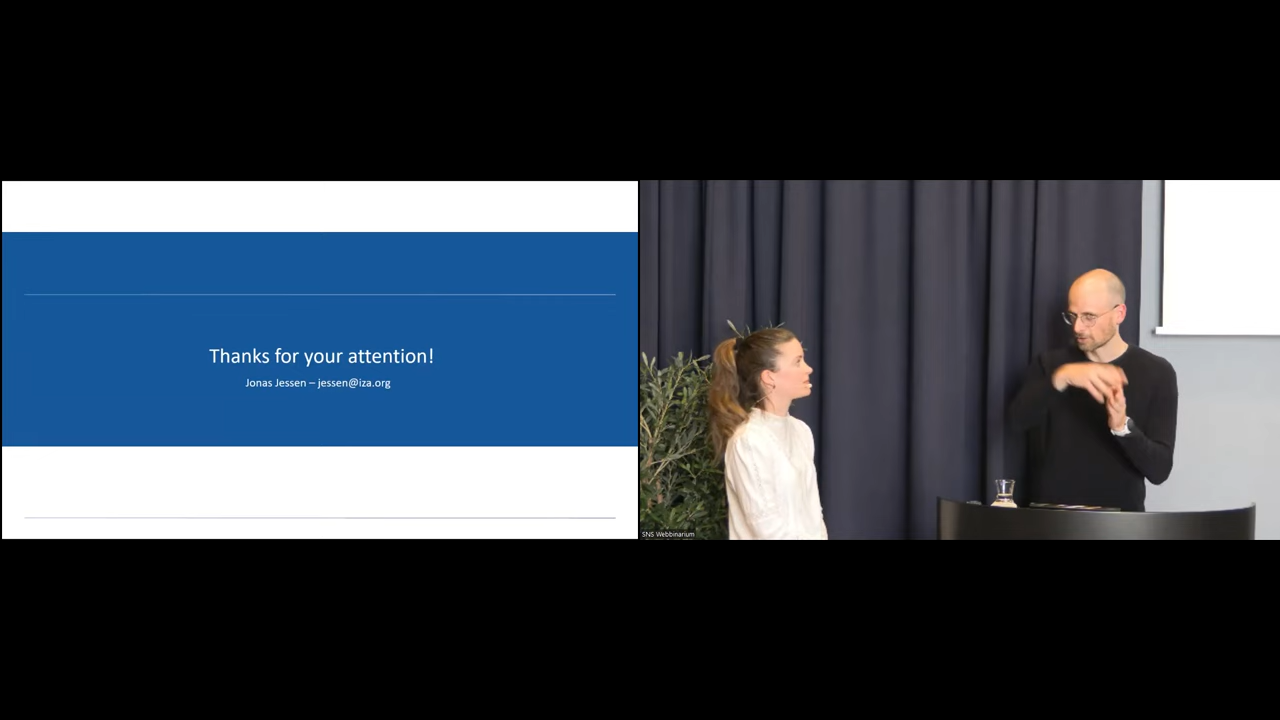 Thanks for your attention!
Jonas Jessen – jessen@iza.org
SNS Webbinarium